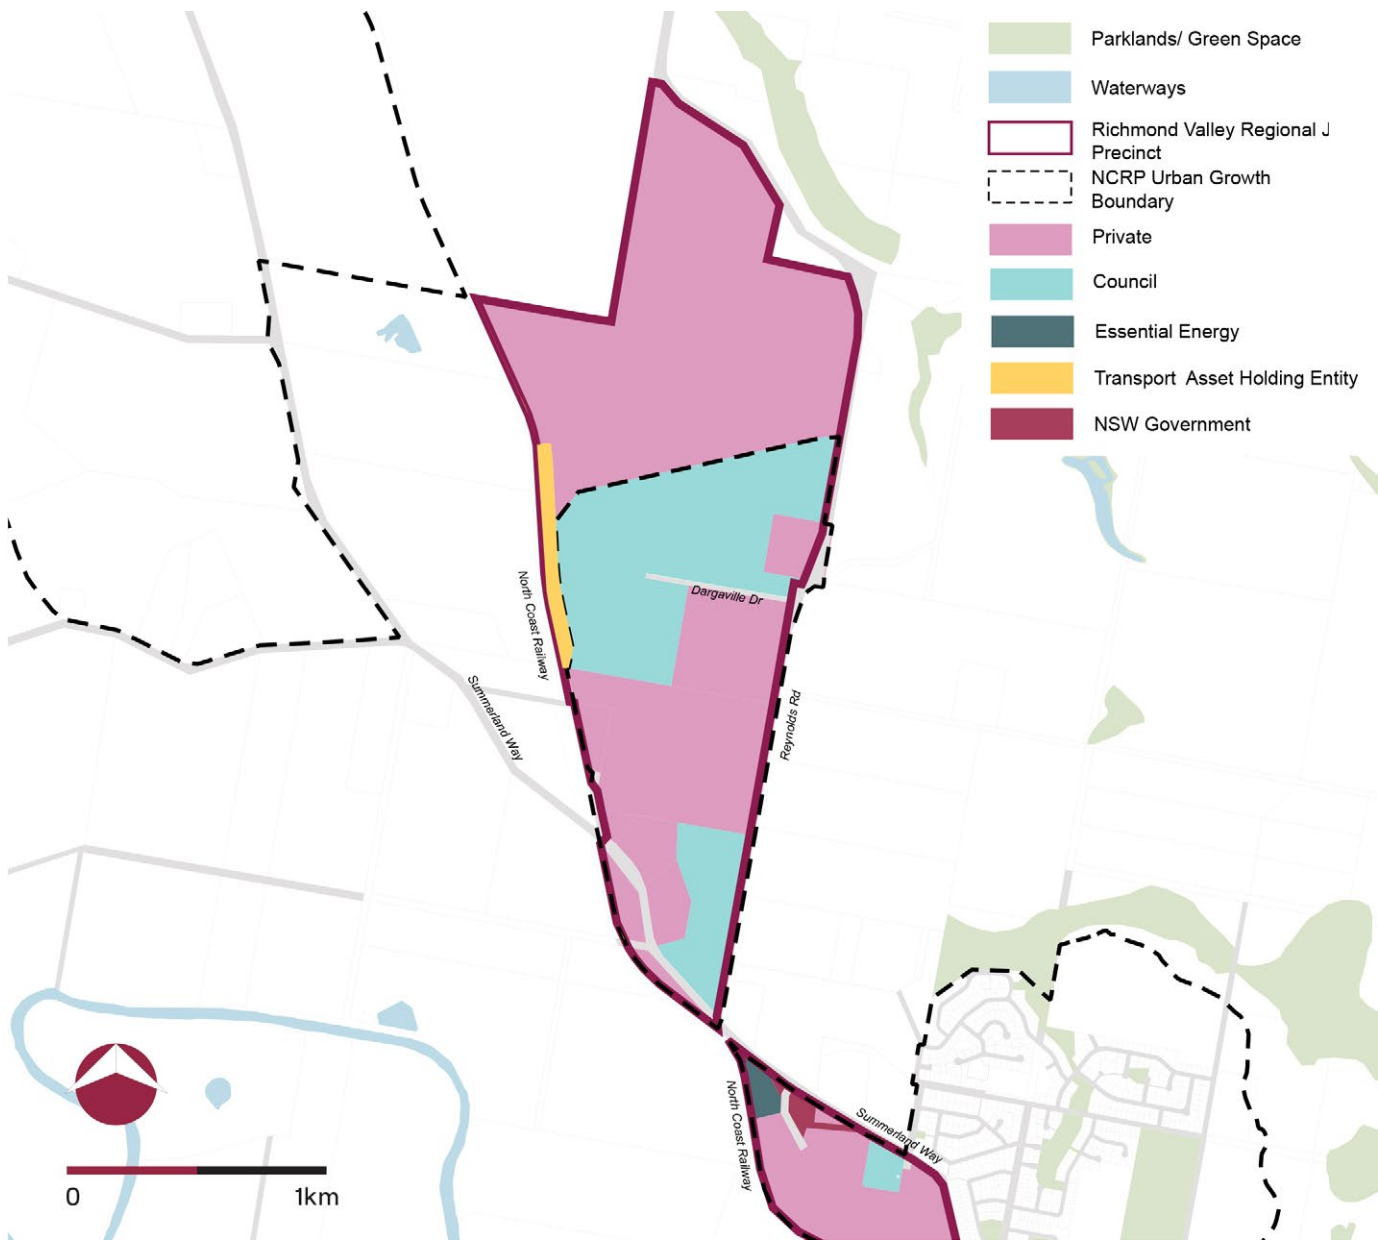 Parklands/ Green Space
Waterways
Richmond Valley Regional J
Precinct
NCRP Urban Growth
Boundary
Private
Council
Essential Energy
Transport Asset Holding Entity
NSW Government
North Coast Railway
Dargaville Dr
Summerland Way
Reynolds Rd
North Coast Railway
Summerland Way
0
1km